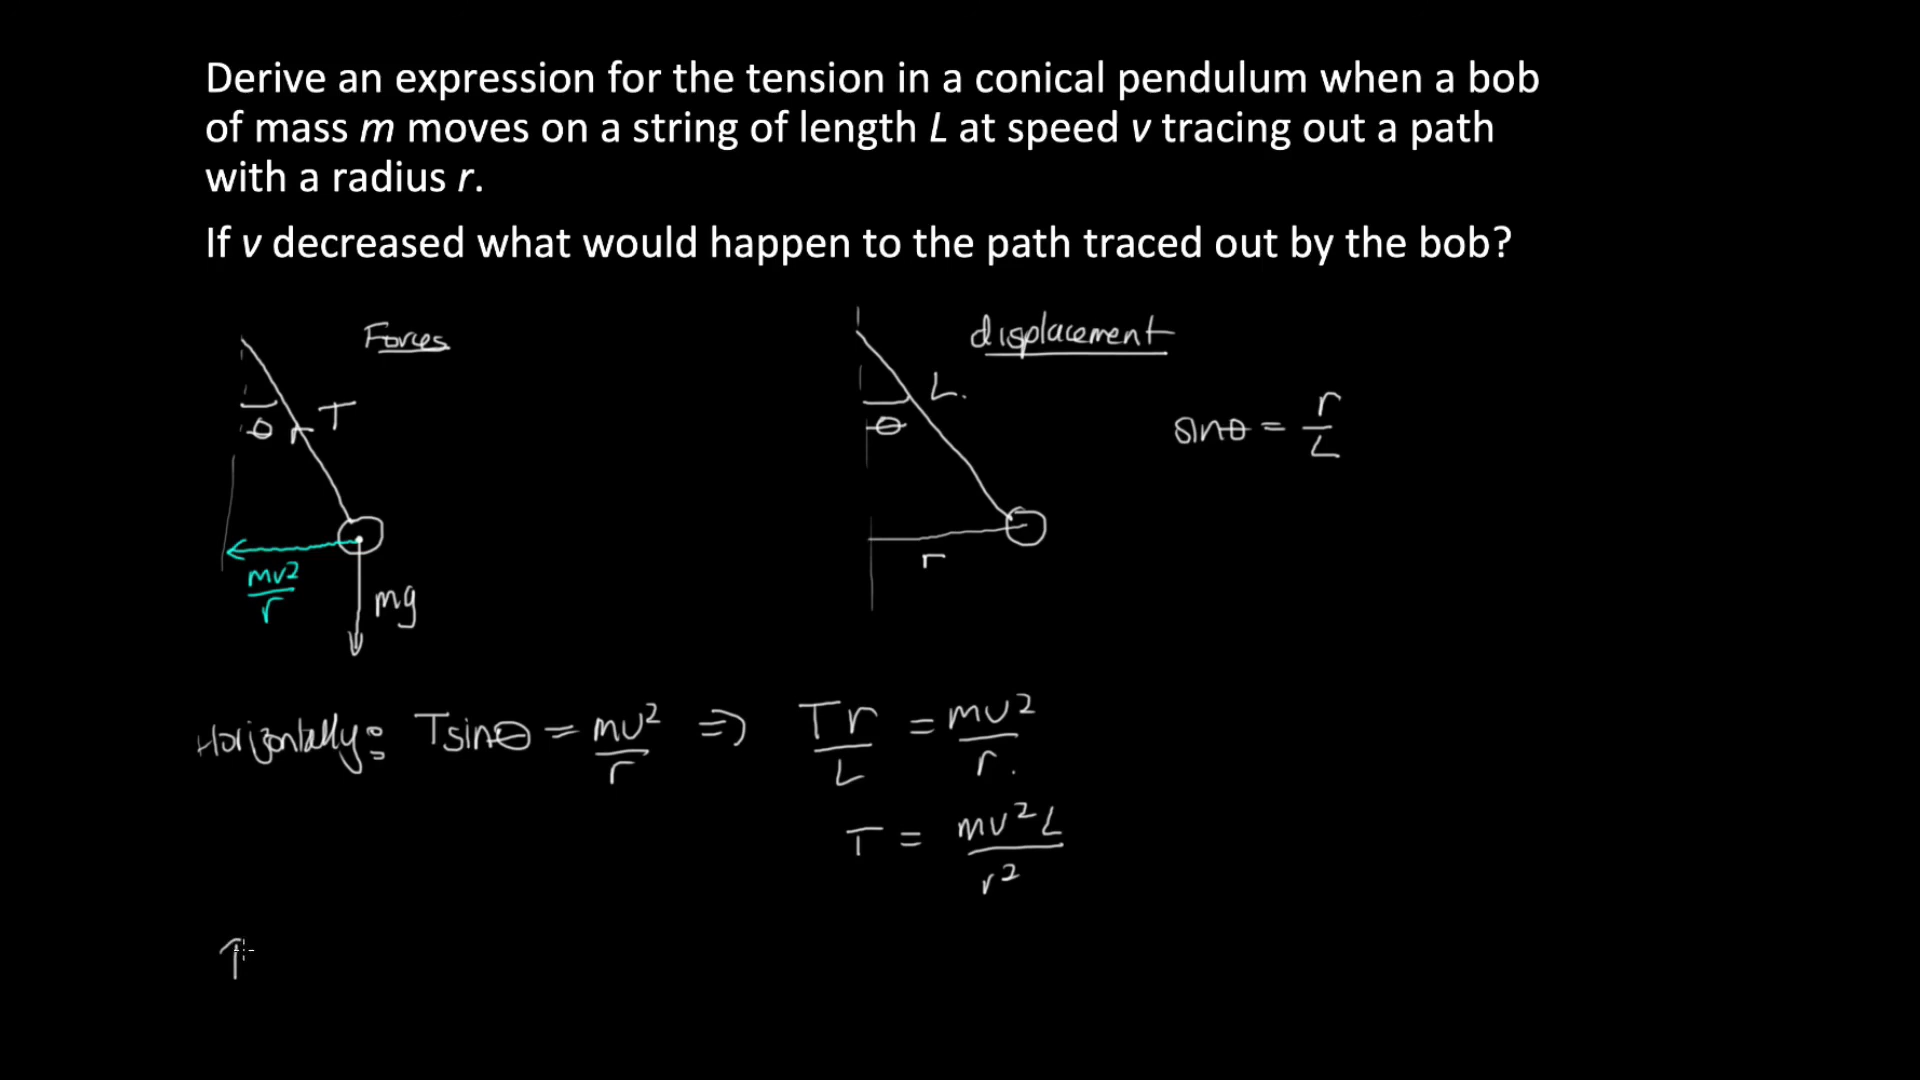 Derive an expression for the tension in a conical pendulum when a bob
of mass m moves on a string of length L at speed v tracing out a path
with a radius r.
If v decreased what would happen to the path traced out by the bob?
Forces
T
θ
mv²/r
mg
displacement
L.
θ
r
sinθ = r/L
Horizontally: Tsinθ = mv²/r ⇒ Tr/L = mv²/r.
T = mv²L/r²
↑